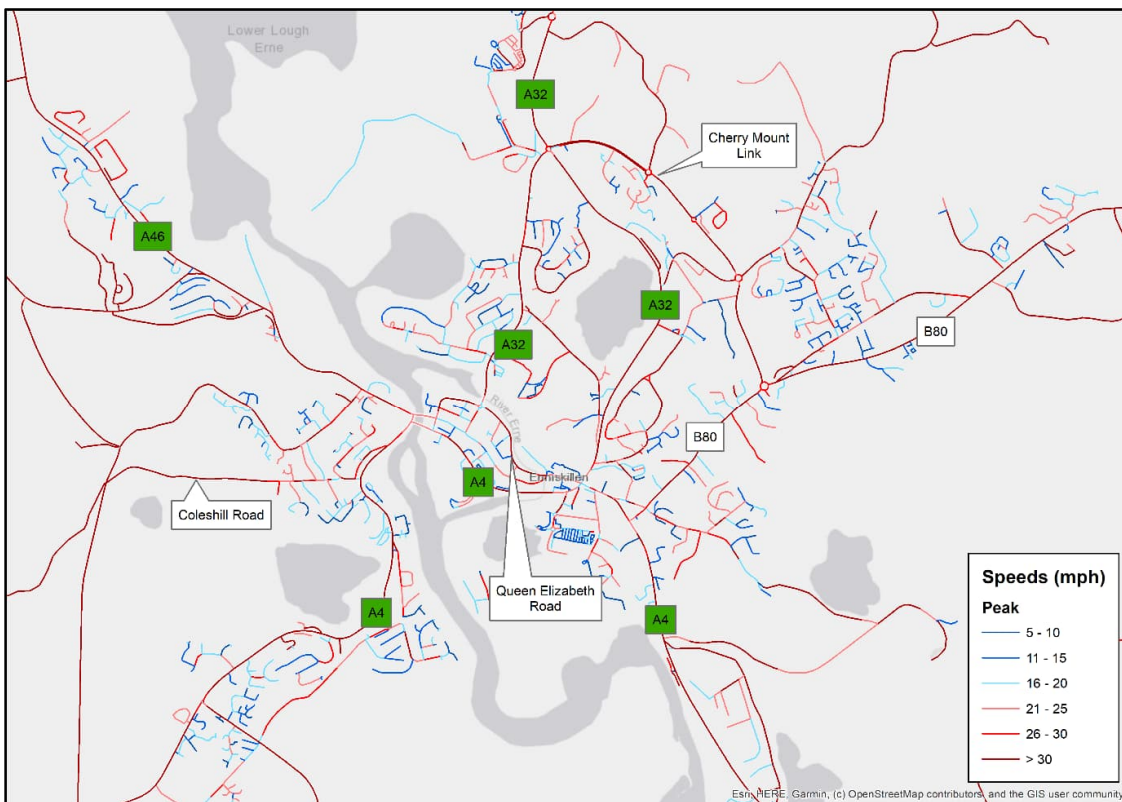 Lower Lough
Erne
A32
Cherry Mount
Link
A46
A32
A32
B80
River Erne
B80
A4
Enniskillen
Coleshill Road
Queen Elizabeth
Road
A4
A4
Speeds (mph)
Peak
5 - 10
11 - 15
16 - 20
21 - 25
26 - 30
> 30
Esri, HERE, Garmin, (c) OpenStreetMap contributors, and the GIS user community